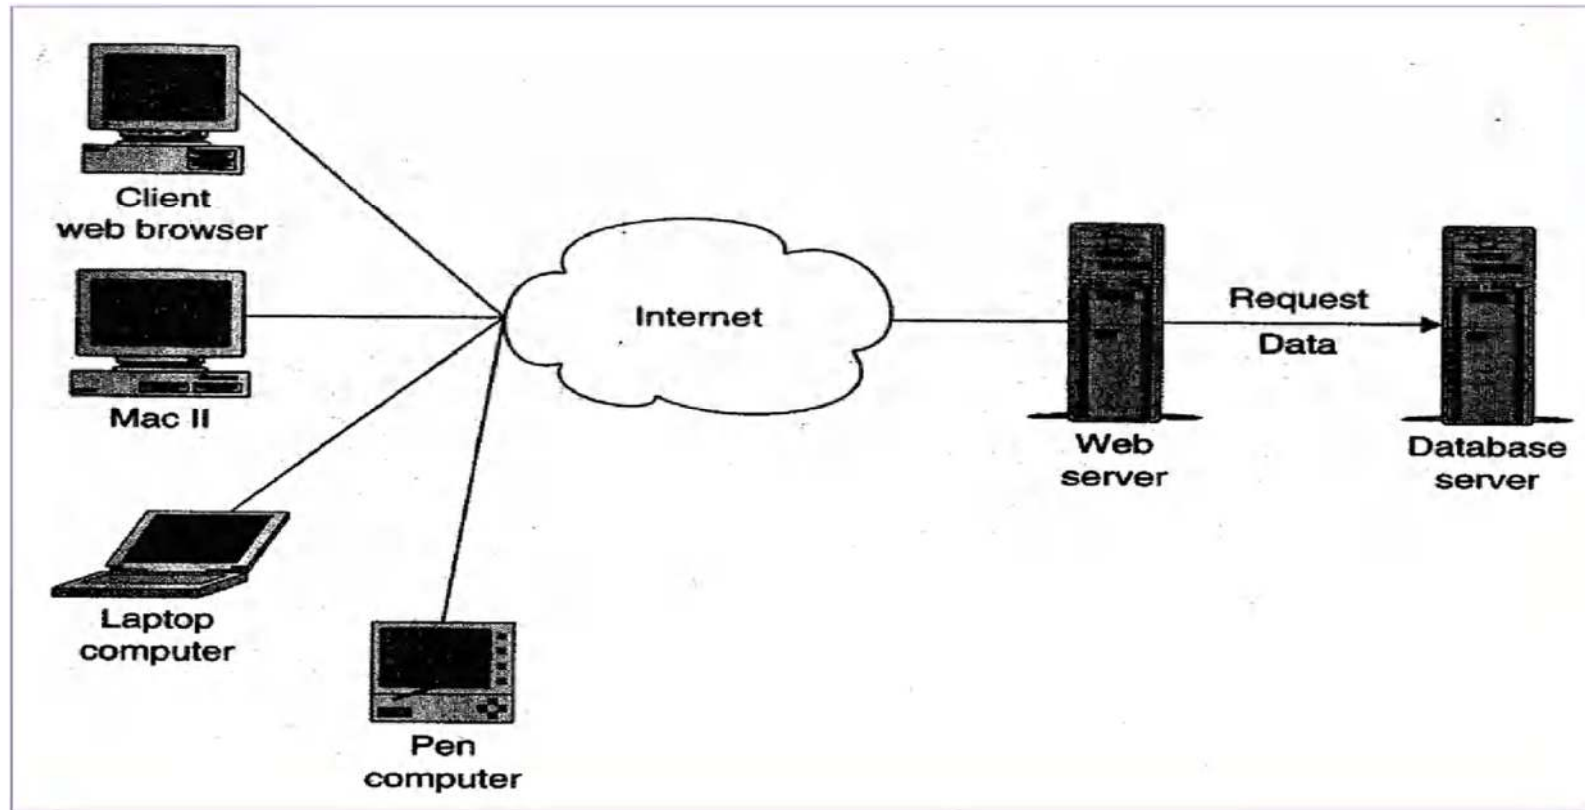 Client
web browser
Mac II
Laptop
computer
Pen
computer
Internet
Web
server
Request
Data
Database
server